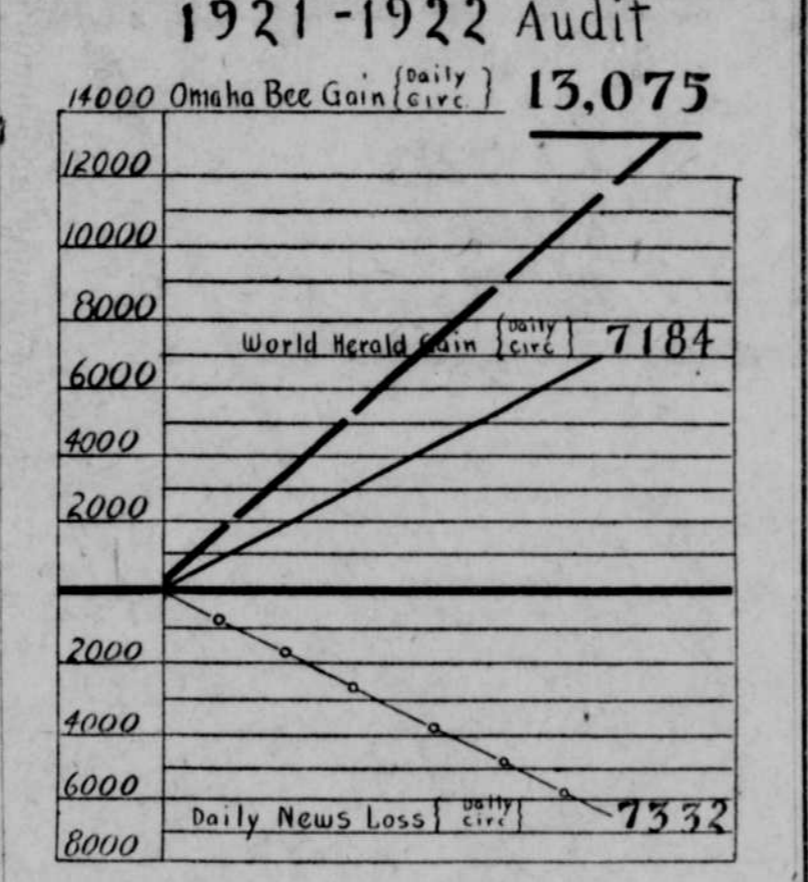 1921-1922 Audit
14000 Omaha Bee Gain {Daily Circ.} 13,075
12000
10000
8000
World Herald Gain {Daily Circ} 7184
6000
4000
2000
2000
4000
6000
Daily News Loss {Daily Circ} 7332
8000